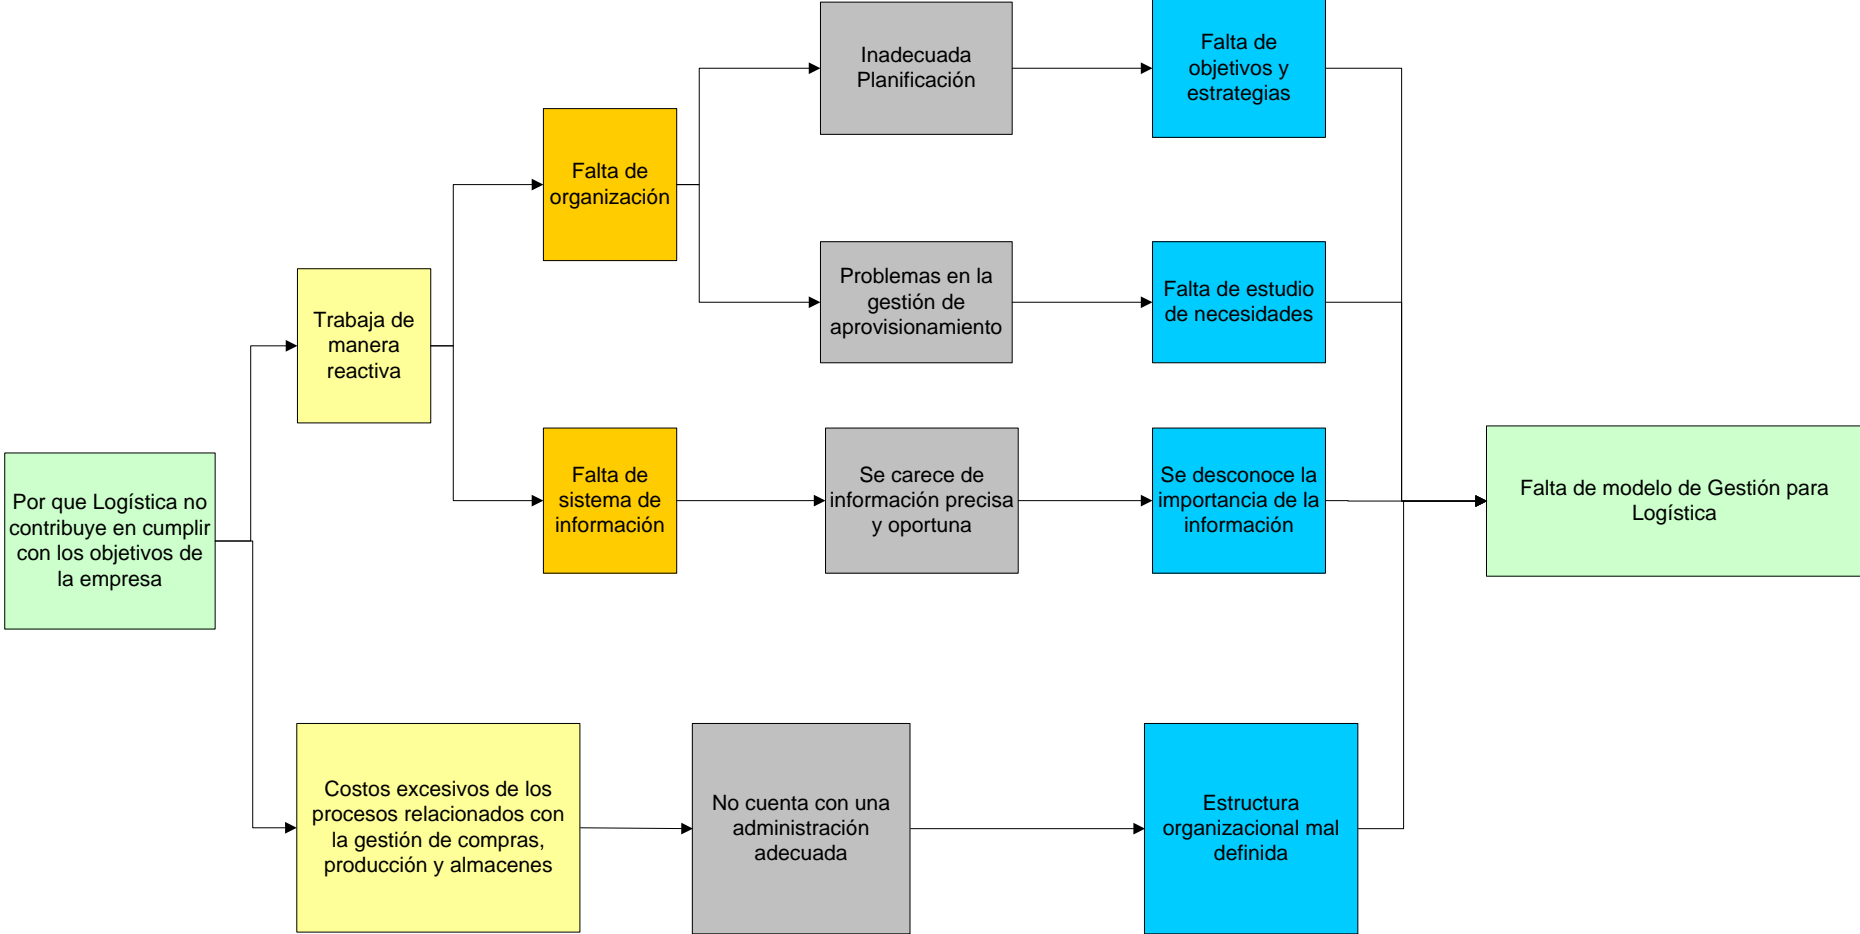 Inadecuada
Planificación
Falta de
objetivos y
estrategias
Falta de
organización
Problemas en la
gestión de
aprovisionamiento
Falta de estudio
de necesidades
Trabaja de
manera
reactiva
Por que Logística no
contribuye en cumplir
con los objetivos de
la empresa
Falta de
sistema de
información
Se carece de
información precisa
y oportuna
Se desconoce la
importancia de la
información
Falta de modelo de Gestión para
Logística
Costos excesivos de los
procesos relacionados con
la gestión de compras,
producción y almacenes
No cuenta con una
administración
adecuada
Estructura
organizacional mal
definida